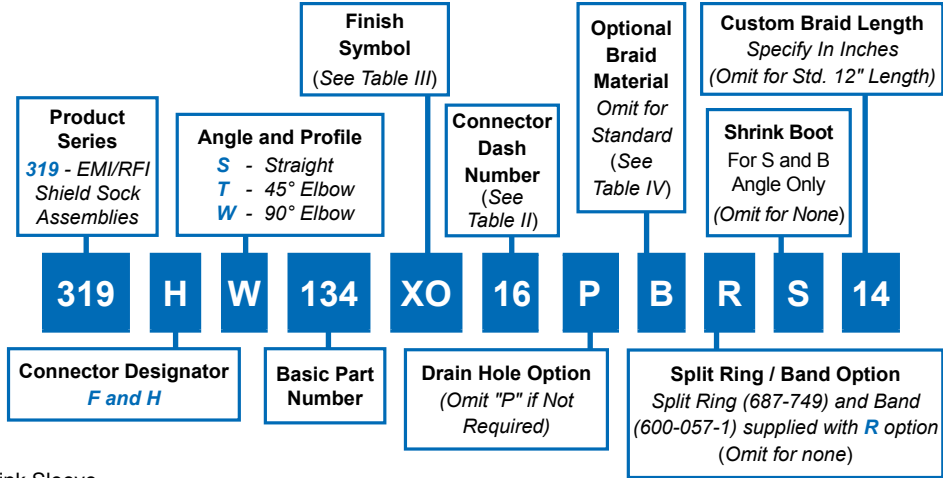 Finish
Symbol
(See Table III)
Optional
Braid
Material
Omit for
Standard
(See
Table IV)
Custom Braid Length
Specify In Inches
(Omit for Std. 12" Length)
Product
Series
319 - EMI/RFI
Shield Sock
Assemblies
Angle and Profile
S - Straight
T - 45° Elbow
W - 90° Elbow
Connector
Dash
Number
(See
Table II)
Shrink Boot
For S and B
Angle Only
(Omit for None)
319 H W 134 XO 16 P B R S 14
Connector Designator
F and H
Basic Part
Number
Drain Hole Option
(Omit "P" if Not
Required)
Split Ring / Band Option
Split Ring (687-749) and Band
(600-057-1) supplied with R option
(Omit for none)